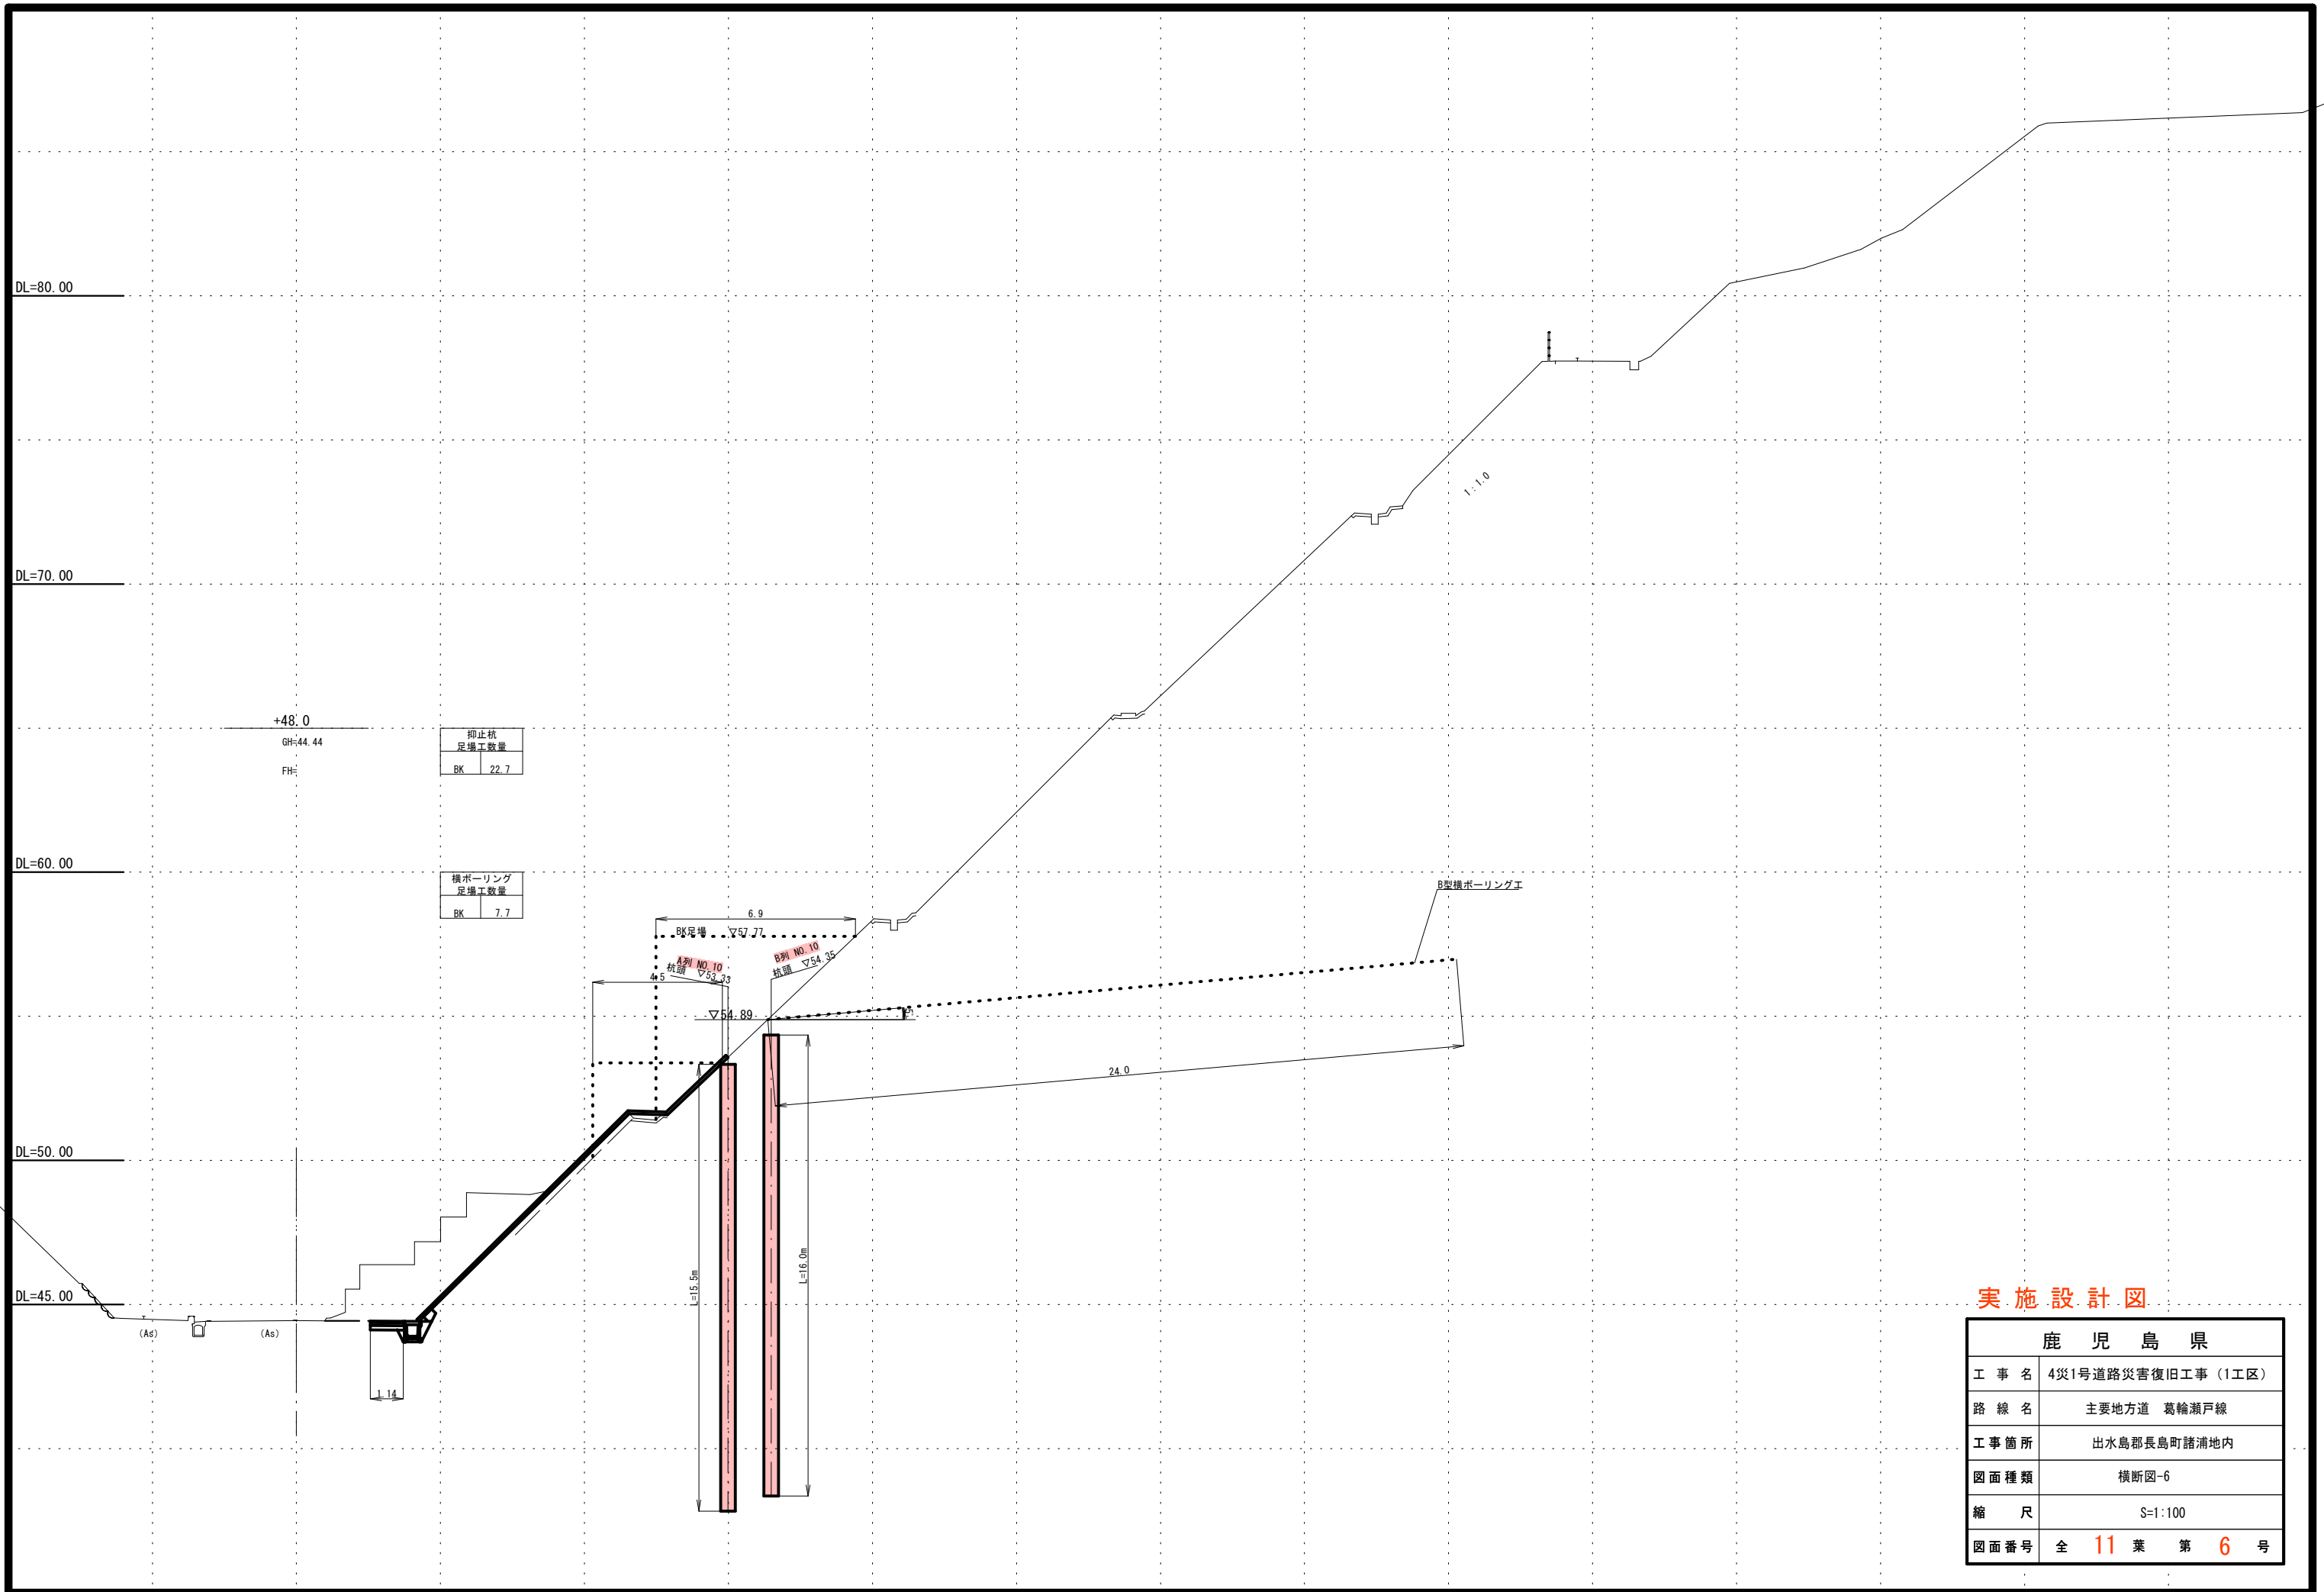 DL=80.00
1:1.0
DL=70.00
+48.0
GH=44.44
FH=
抑止杭
足場工数量
BK 22.7
DL=60.00
横ボーリング
足場工数量
BK 7.7
B型横ボーリング工
6.9
BK足場 ▽57.77
A列 NO.10
杭頭 ▽53.33
B列 NO.10
杭頭 ▽54.35
4.5
▽54.89
5°
24.0
DL=50.00
L=15.5m
L=16.0m
DL=45.00
(As)
(As)
1.14
実施設計図
鹿児島県
工事名 4災1号道路災害復旧工事（1工区）
路線名 主要地方道 葛輪瀬戸線
工事箇所 出水島郡長島町諸浦地内
図面種類 横断図-6
縮尺 S=1:100
図面番号 全 11 葉 第 6 号